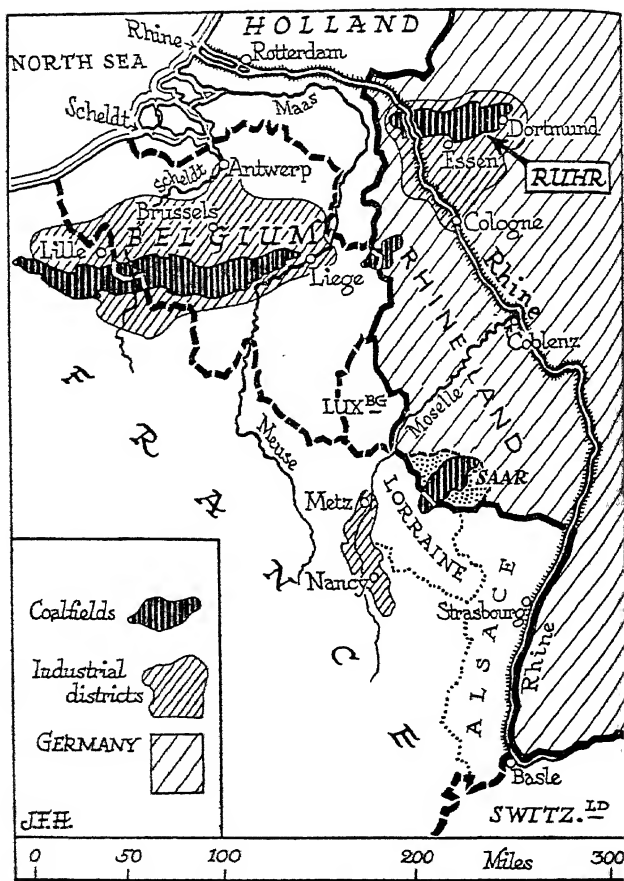 HOLLAND
Rhine
Rotterdam
NORTH SEA
Scheldt
Maas
Dortmund
Essen
RUHR
Scheldt
Antwerp
Brussels
Cologne
Lille
BELGIUM
Liege
Rhine
RHINELAND
Coblenz
LUX.BG
Moselle
FRANCE
Meuse
SAAR
Metz
LORRAINE
Nancy
Strasbourg
ALSACE
Rhine
Basle
SWITZ.LD
Coalfields
Industrial
districts
GERMANY
J.F.H.
0 50 100 200 Miles 300